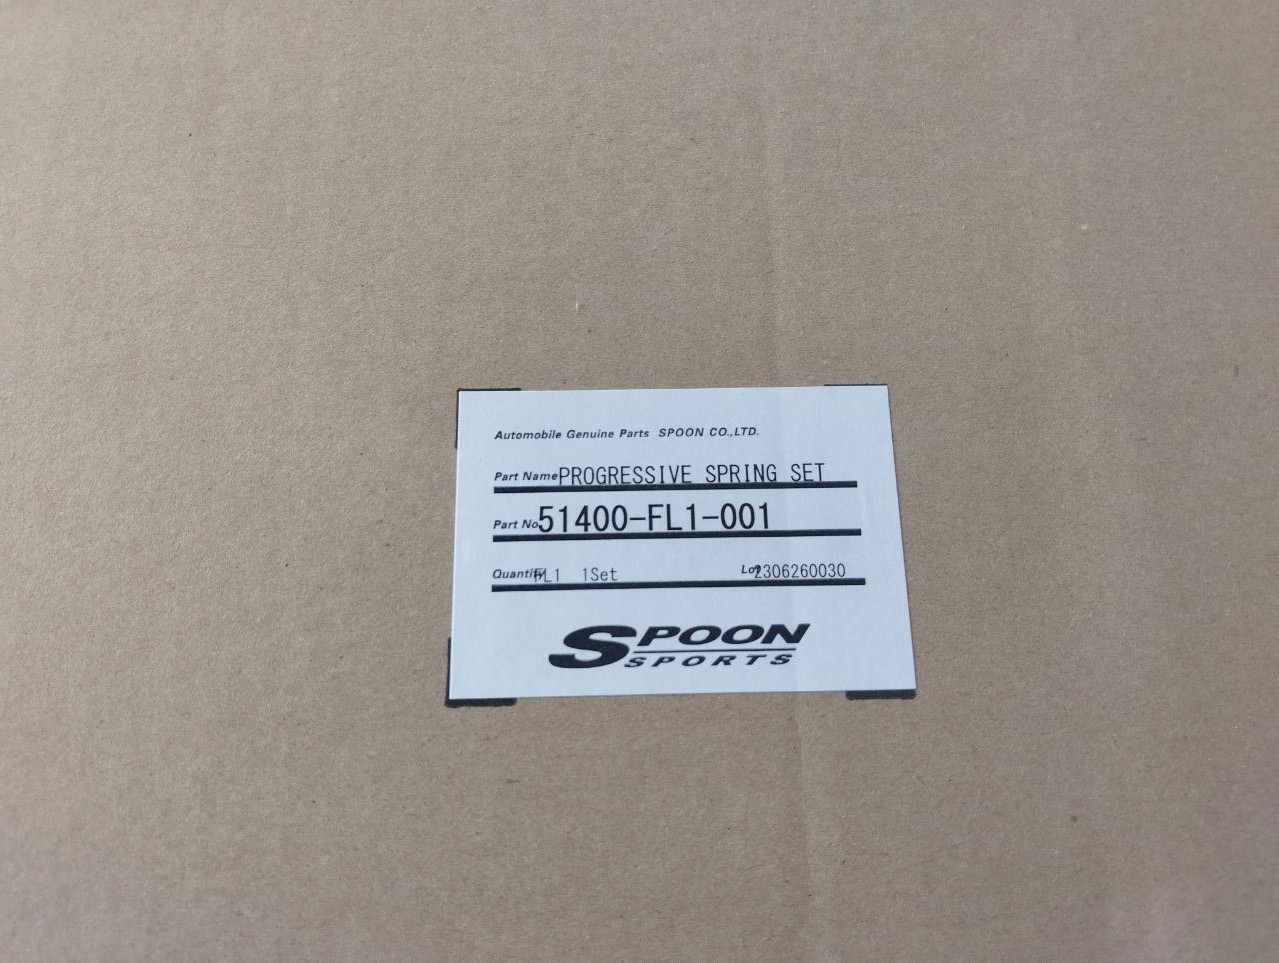 Automobile Genuine Parts SPOON CO.,LTD.
Part Name PROGRESSIVE SPRING SET
Part No 51400-FL1-001
Quantity FL1 1Set Lot 2306260030
SPOON
SPORTS